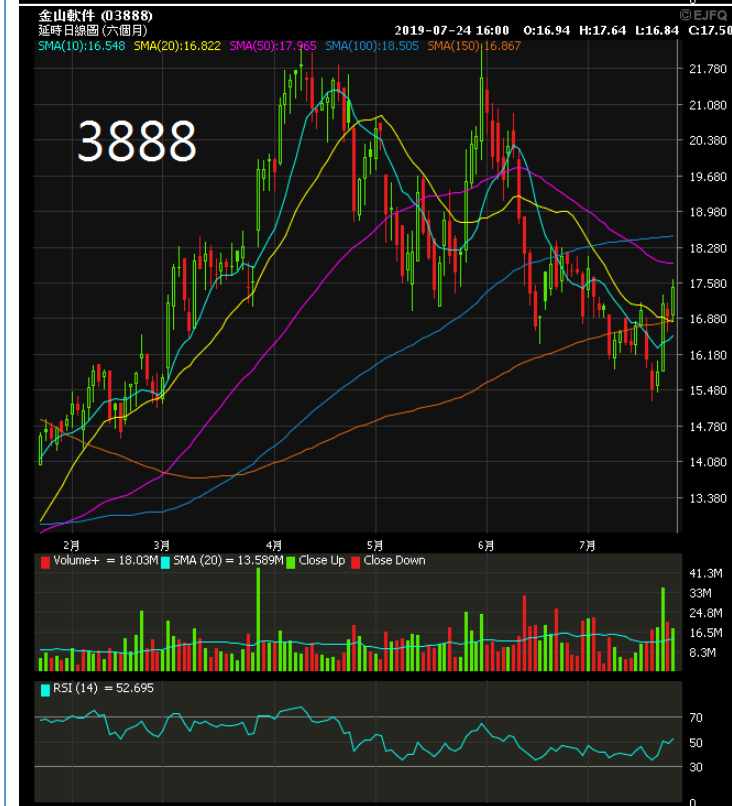 金山軟件 (03888)
©EJFQ
延時日線圖 (六個月)
2019-07-24 16:00 O:16.94 H:17.64 L:16.84 C:17.50
SMA(10):16.548 SMA(20):16.822 SMA(50):17.965 SMA(100):18.505 SMA(150):16.867
3888
21.780
21.080
20.380
19.680
18.980
18.280
17.580
16.880
16.180
15.480
14.780
14.080
13.380
2月 3月 4月 5月 6月 7月
Volume+ = 18.03M SMA (20) = 13.589M Close Up Close Down
41.3M
33M
24.8M
16.5M
8.3M
RSI (14) = 52.695
70
50
30
0